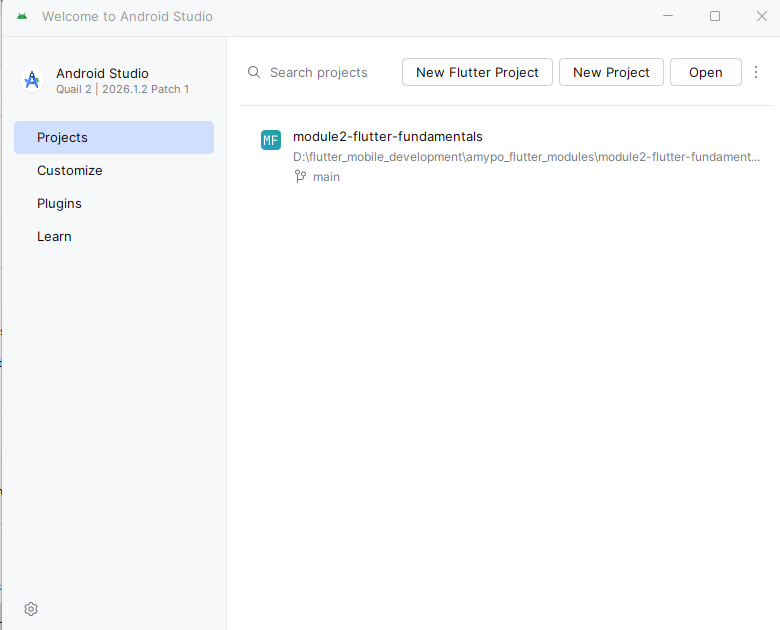 Welcome to Android Studio
Android Studio
Quail 2 | 2026.1.2 Patch 1
Projects
Customize
Plugins
Learn
Search projects
New Flutter Project
New Project
Open
MF
module2-flutter-fundamentals
D:\flutter_mobile_development\amypo_flutter_modules\module2-flutter-fundament...
main